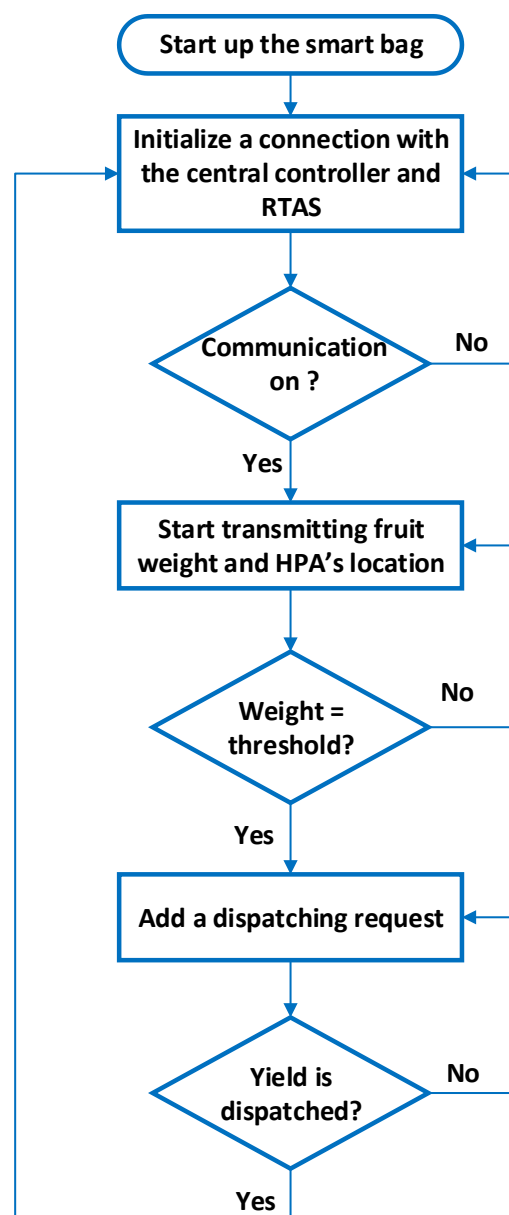 Start up the smart bag
Initialize a connection with
the central controller and
RTAS
Communication
on ?
No
Yes
Start transmitting fruit
weight and HPA’s location
Weight =
threshold?
No
Yes
Add a dispatching request
Yield is
dispatched?
No
Yes